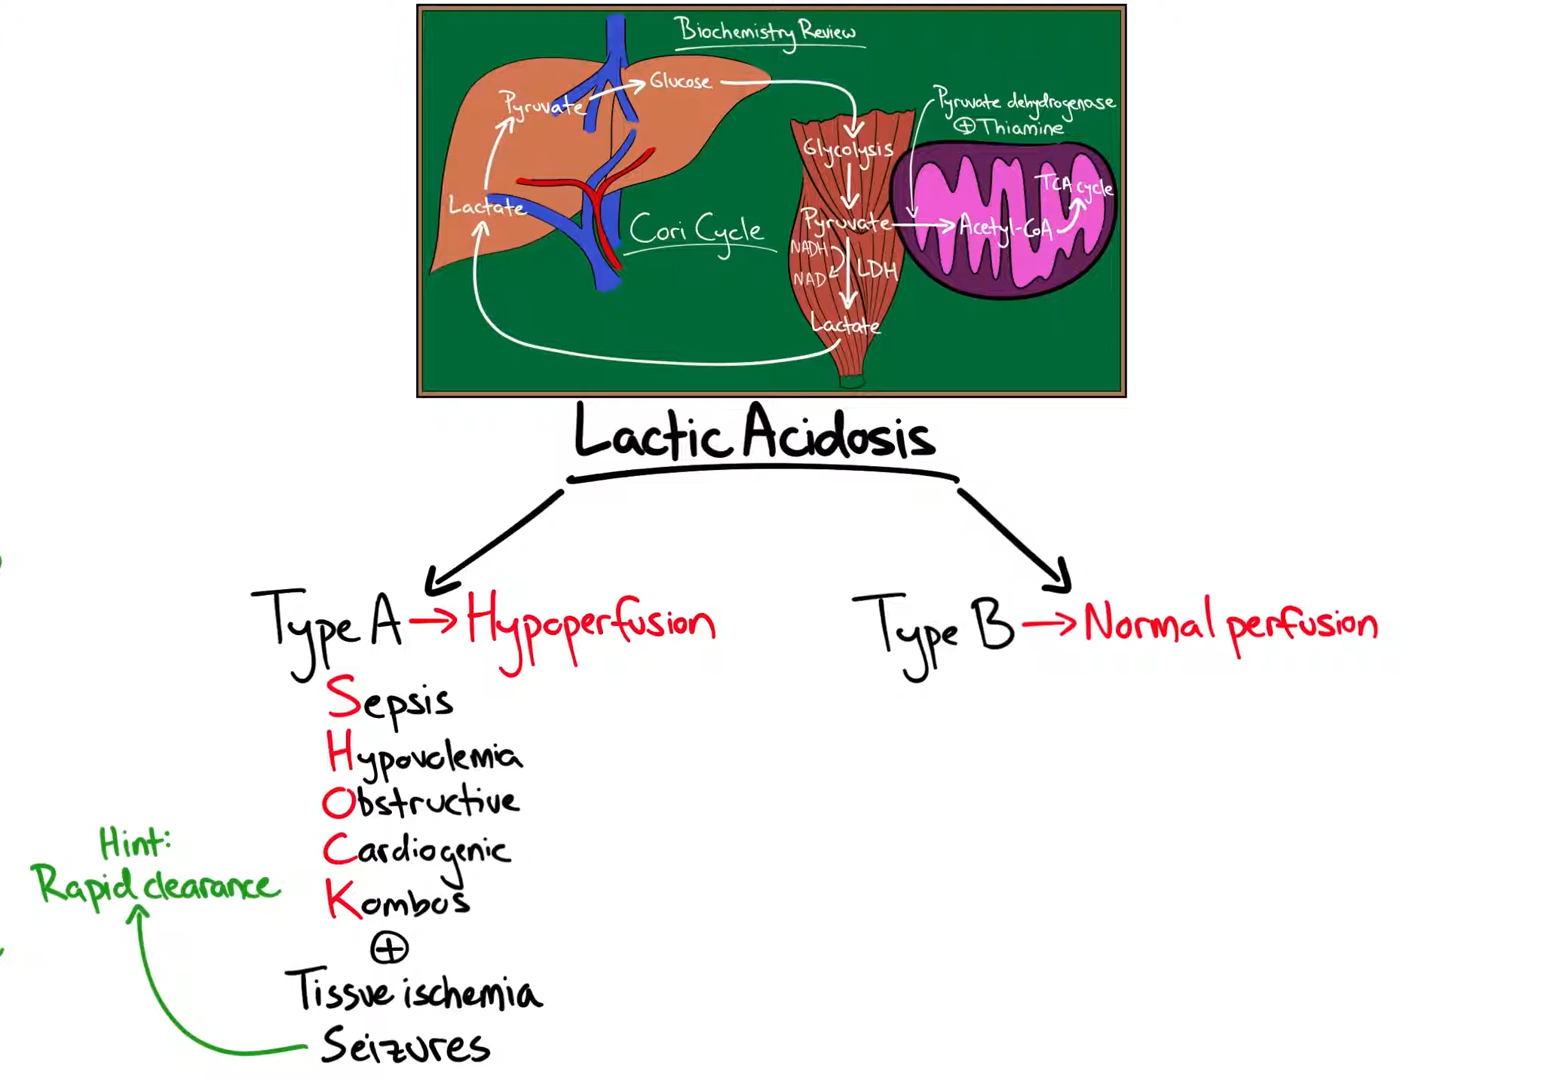 Biochemistry Review
Pyruvate
Glucose
Lactate
Cori Cycle
Glycolysis
Pyruvate
NADH
NAD
LDH
Lactate
Pyruvate dehydrogenase
⊕ Thiamine
Acetyl-CoA
TCA cycle
Lactic Acidosis
Type A → Hypoperfusion
Sepsis
Hypovolemia
Obstructive
Cardiogenic
Kombos
⊕
Tissue ischemia
Seizures
Hint:
Rapid clearance
Type B → Normal perfusion